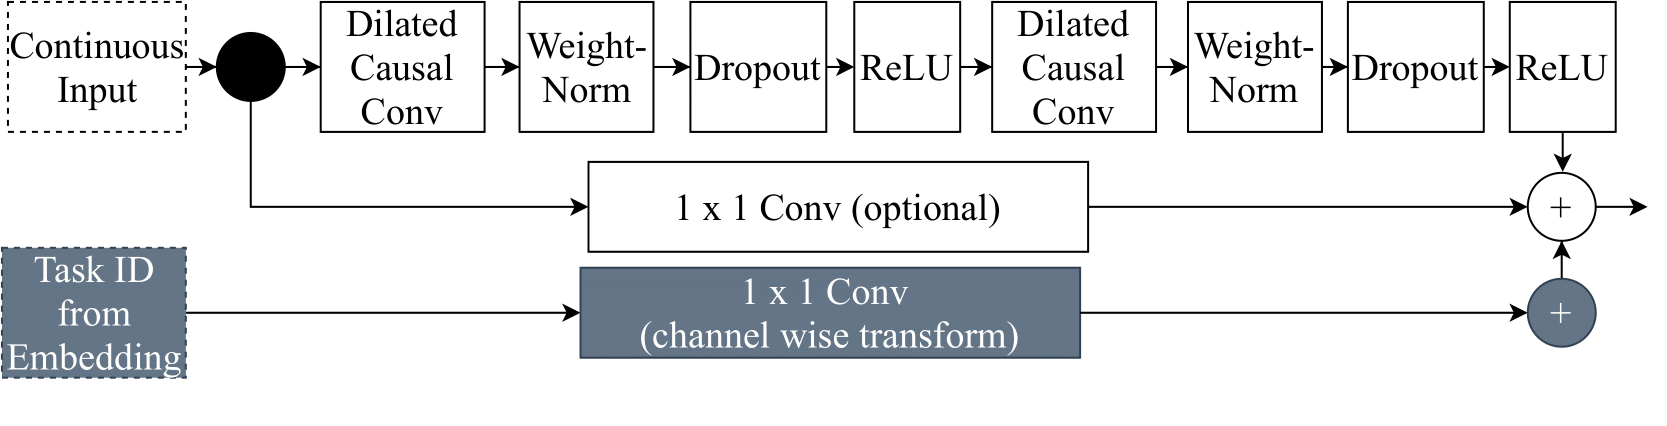 Continuous
Input
Dilated
Causal
Conv
Weight-
Norm
Dropout
ReLU
Dilated
Causal
Conv
Weight-
Norm
Dropout
ReLU
1 x 1 Conv (optional)
+
Task ID
from
Embedding
1 x 1 Conv
(channel wise transform)
+